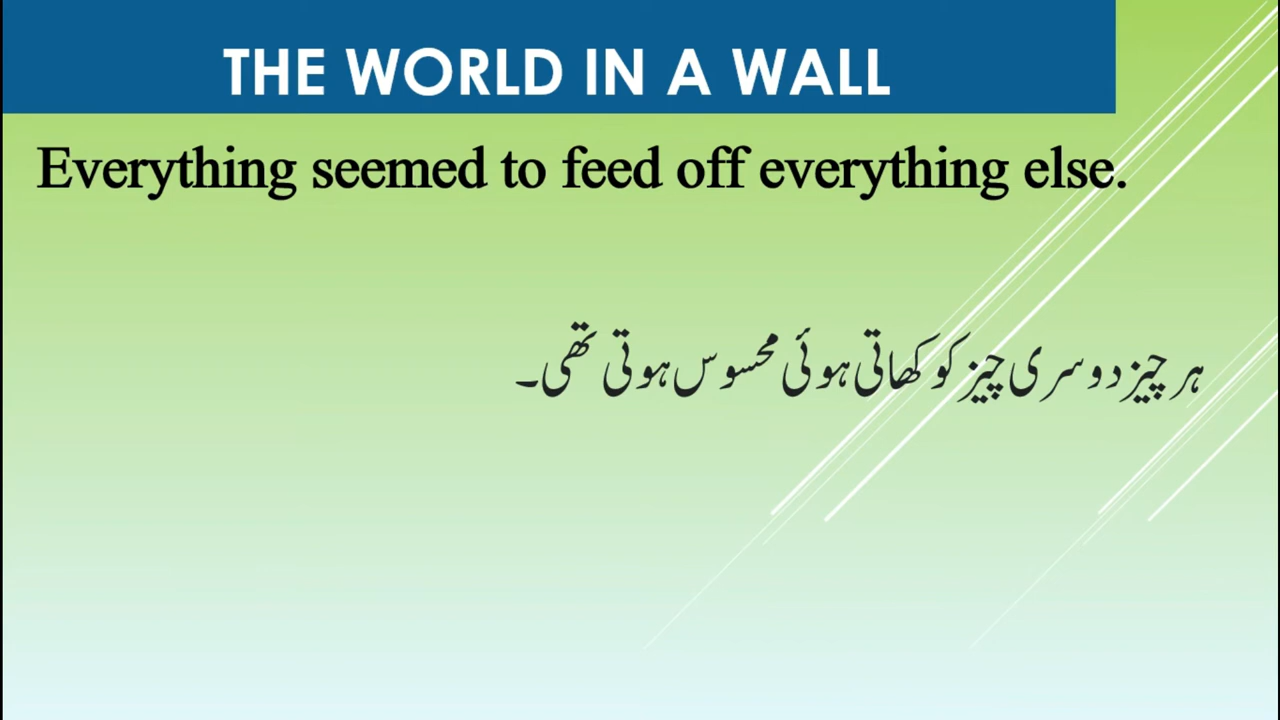 THE WORLD IN A WALL
Everything seemed to feed off everything else.
ہر چیز دوسری چیز کو کھاتی ہوئی محسوس ہوتی تھی۔